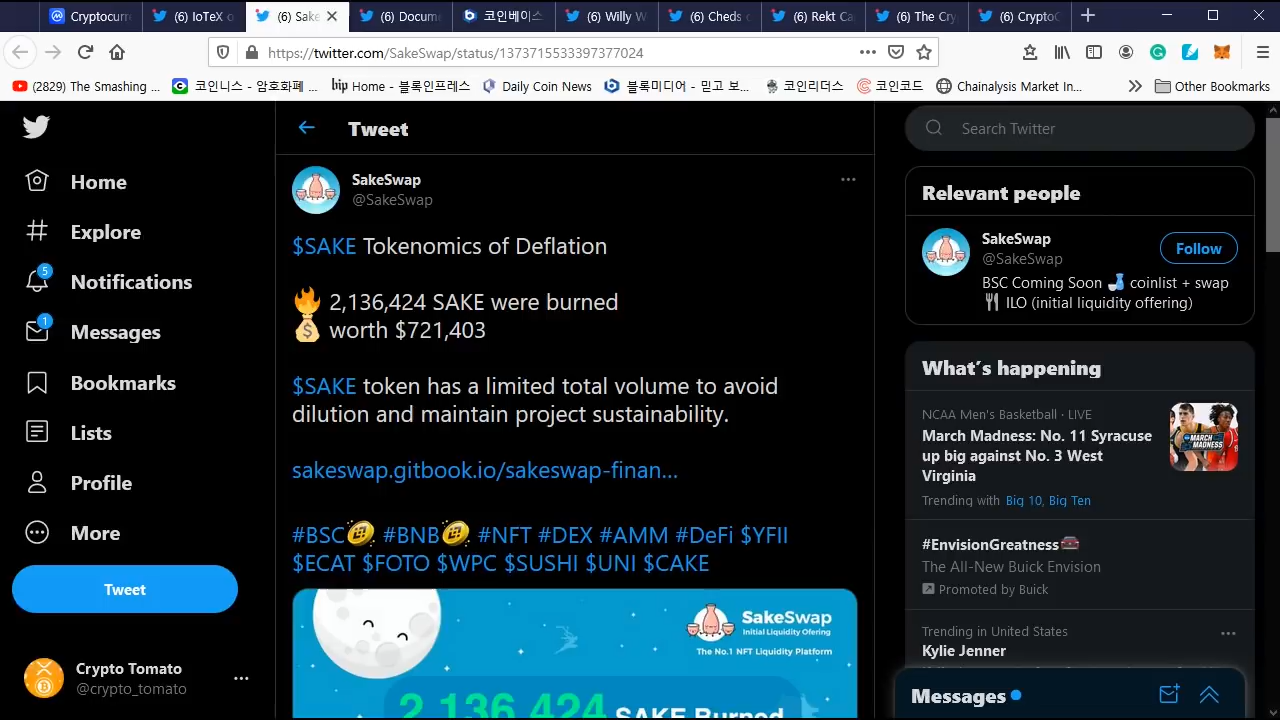 Cryptocurr
(6) IoTeX o
(6) Sake
(6) Docume
코인베이스
(6) Willy W
(6) Cheds
(6) Rekt Ca
(6) The Cry
(6) CryptoC
https://twitter.com/SakeSwap/status/1373715533397377024
(2829) The Smashing ...
코인니스 - 암호화폐 ...
bip Home - 블록인프레스
Daily Coin News
블록미디어 - 믿고 보...
코인리더스
코인코드
Chainalysis Market In...
Other Bookmarks
Home
Explore
5
Notifications
1
Messages
Bookmarks
Lists
Profile
More
Tweet
Crypto Tomato
@crypto_tomato
Tweet
SakeSwap
@SakeSwap
$SAKE Tokenomics of Deflation
🔥 2,136,424 SAKE were burned
💰 worth $721,403
$SAKE token has a limited total volume to avoid
dilution and maintain project sustainability.
sakeswap.gitbook.io/sakeswap-finan...
#BSC #BNB #NFT #DEX #AMM #DeFi $YFII
$ECAT $FOTO $WPC $SUSHI $UNI $CAKE
SakeSwap
Initial Liquidity Ofering
The No.1 NFT Liquidity Platform
2,136,424 SAKE Burned
Search Twitter
Relevant people
SakeSwap
@SakeSwap
Follow
BSC Coming Soon 🍶 coinlist + swap
🍴 ILO (initial liquidity offering)
What's happening
NCAA Men's Basketball · LIVE
March Madness: No. 11 Syracuse
up big against No. 3 West
Virginia
Trending with Big 10, Big Ten
MARCH
MADNESS
#EnvisionGreatness
The All-New Buick Envision
Promoted by Buick
Trending in United States
Kylie Jenner
Messages